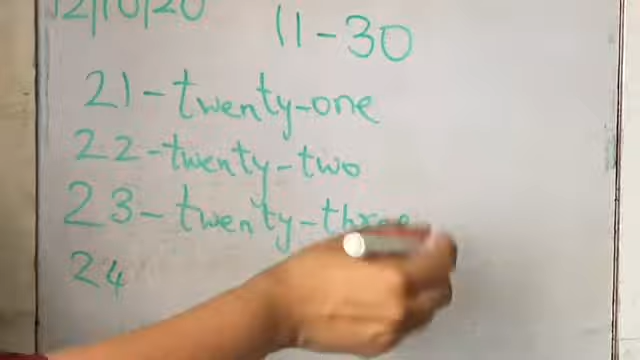 12/10/20
11-30
21-twenty-one
22-twenty-two
23-twenty-three
24